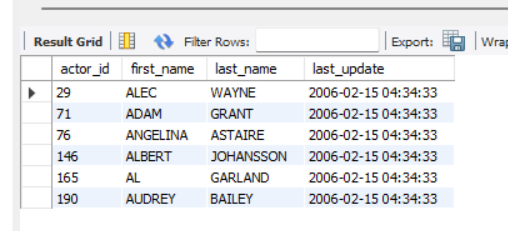 Result Grid Filter Rows: Export: Wrap
actor_id first_name last_name last_update
29 ALEC WAYNE 2006-02-15 04:34:33
71 ADAM GRANT 2006-02-15 04:34:33
76 ANGELINA ASTAIRE 2006-02-15 04:34:33
146 ALBERT JOHANSSON 2006-02-15 04:34:33
165 AL GARLAND 2006-02-15 04:34:33
190 AUDREY BAILEY 2006-02-15 04:34:33